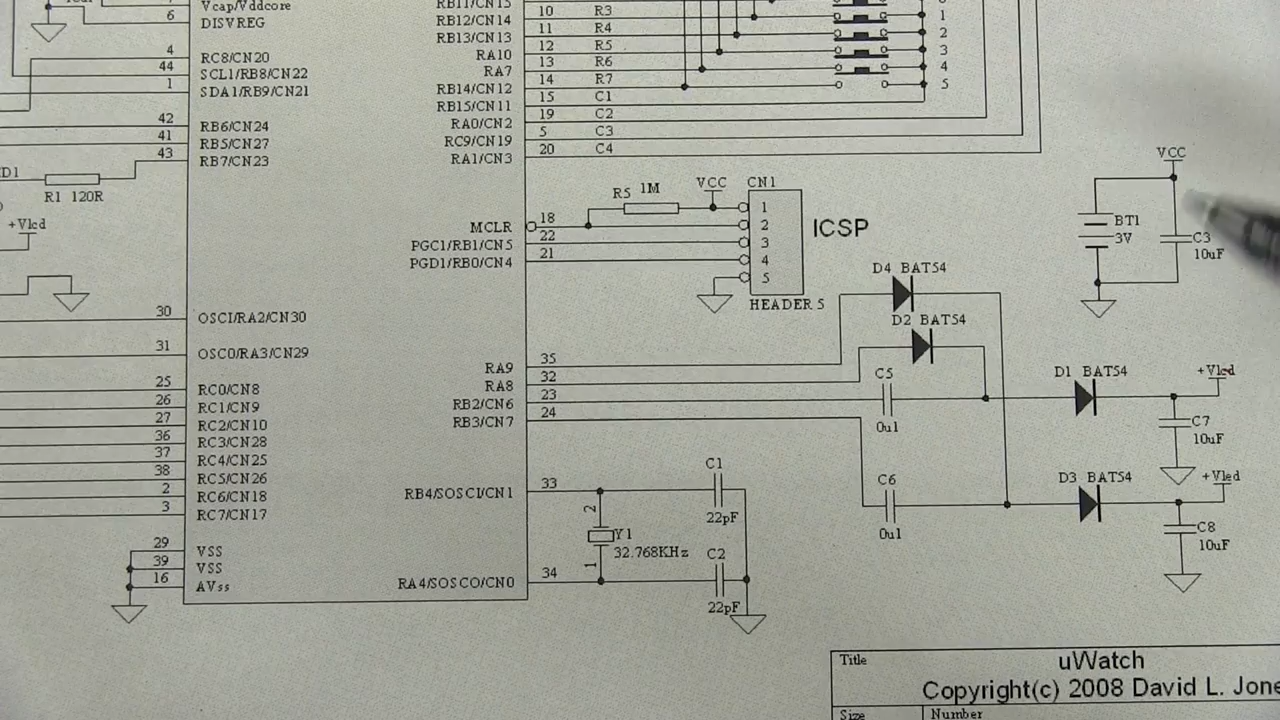 Vcap/Vddcore
6
DISVREG
4
RC8/CN20
44
SCL1/RB8/CN22
1
SDA1/RB9/CN21
42
RB6/CN24
41
RB5/CN27
43
RB7/CN23
R1 120R
+Vlcd
30
OSCI/RA2/CN30
31
OSC0/RA3/CN29
25
RC0/CN8
26
RC1/CN9
27
RC2/CN10
36
RC3/CN28
37
RC4/CN25
38
RC5/CN26
2
RC6/CN18
3
RC7/CN17
29
VSS
39
VSS
16
AVss
RB12/CN14
RB13/CN13
RA10
RA7
RB14/CN12
RB15/CN11
RA0/CN2
RC9/CN19
RA1/CN3
10 R3
11 R4
12 R5
13 R6
14 R7
15 C1
19 C2
5 C3
20 C4
1
2
3
4
5
MCLR
18
PGC1/RB1/CN5
22
PGD1/RB0/CN4
21
R5 1M
VCC
CN1
1
2
3
4
5
ICSP
HEADER 5
VCC
BT1
3V
C3
10uF
D4 BAT54
D2 BAT54
RA9
35
RA8
32
RB2/CN6
23
RB3/CN7
24
C5
0u1
D1 BAT54
+Vlcd
C7
10uF
C6
0u1
D3 BAT54
+Vled
C8
10uF
RB4/SOSCI/CN1
33
RA4/SOSCO/CN0
34
2
Y1
32.768KHz
1
C1
22pF
C2
22pF
Title
uWatch
Copyright(c) 2008 David L. Jone
Size
Number